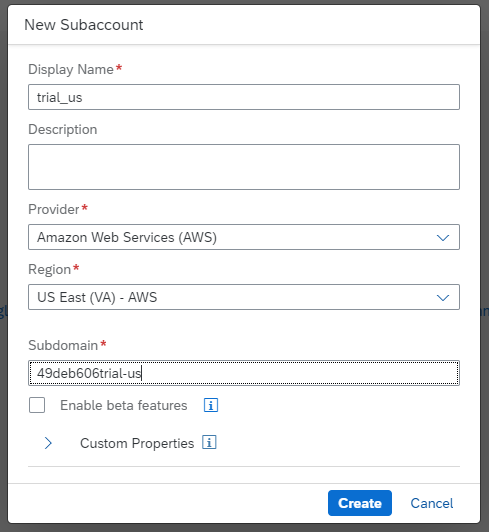 New Subaccount
Display Name*
trial_us
Description
Provider*
Amazon Web Services (AWS)
Region*
US East (VA) - AWS
Subdomain*
49deb606trial-us
Enable beta features
Custom Properties
Create Cancel